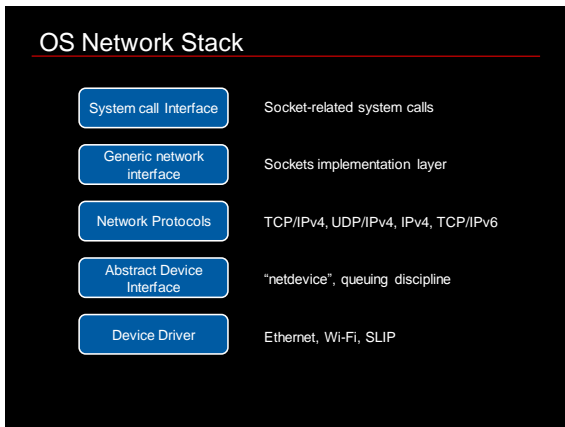 OS Network Stack
System call Interface
Socket-related system calls
Generic network
interface
Sockets implementation layer
Network Protocols
TCP/IPv4, UDP/IPv4, IPv4, TCP/IPv6
Abstract Device
Interface
“netdevice”, queuing discipline
Device Driver
Ethernet, Wi-Fi, SLIP